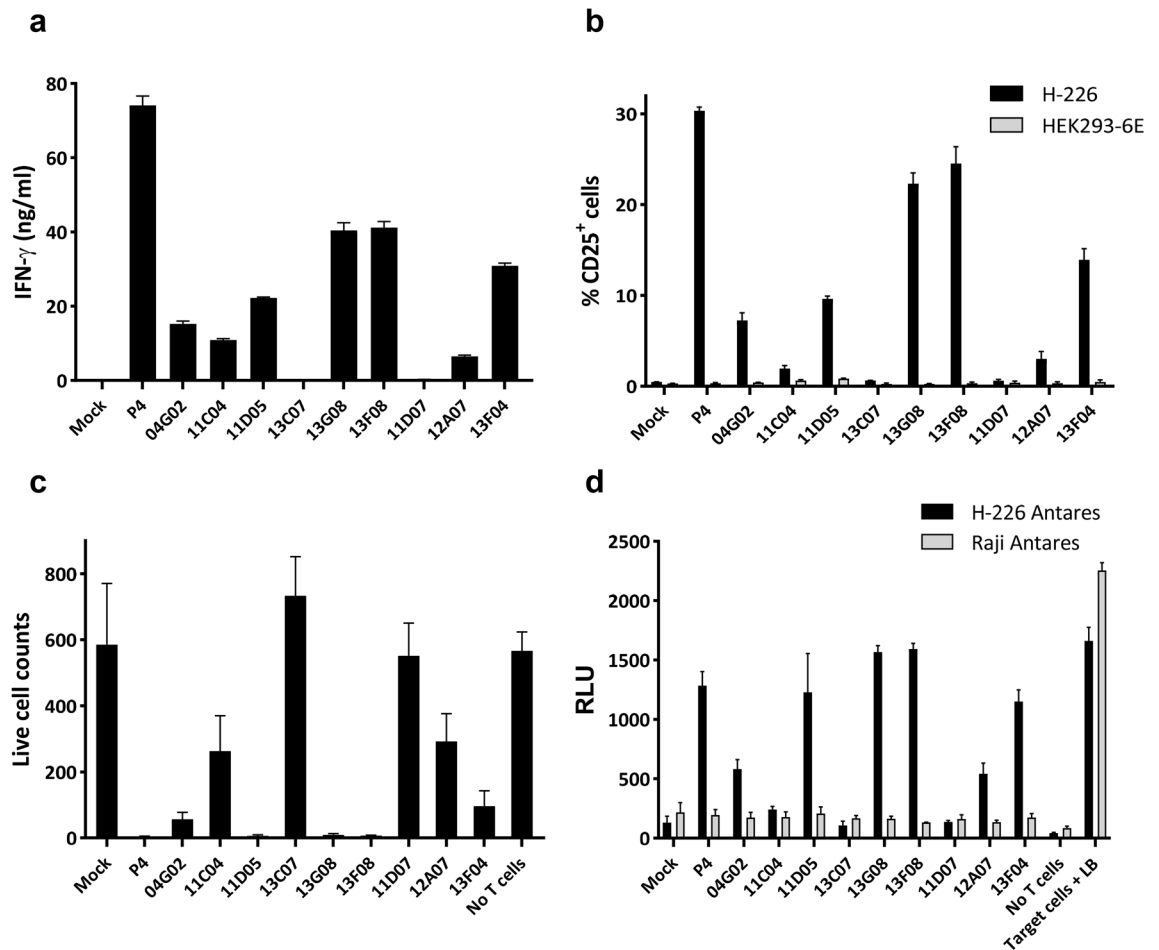 a
80
60
40
20
0
IFN-γ (ng/ml)
Mock
P4
04G02
11C04
11D05
13C07
13G08
13F08
11D07
12A07
13F04
b
H-226
HEK293-6E
30
20
10
0
% CD25+ cells
Mock
P4
04G02
11C04
11D05
13C07
13G08
13F08
11D07
12A07
13F04
c
800
600
400
200
0
Live cell counts
Mock
P4
04G02
11C04
11D05
13C07
13G08
13F08
11D07
12A07
13F04
No T cells
d
H-226 Antares
Raji Antares
2500
2000
1500
1000
500
0
RLU
Mock
P4
04G02
11C04
11D05
13C07
13G08
13F08
11D07
12A07
13F04
No T cells
Target cells + LB